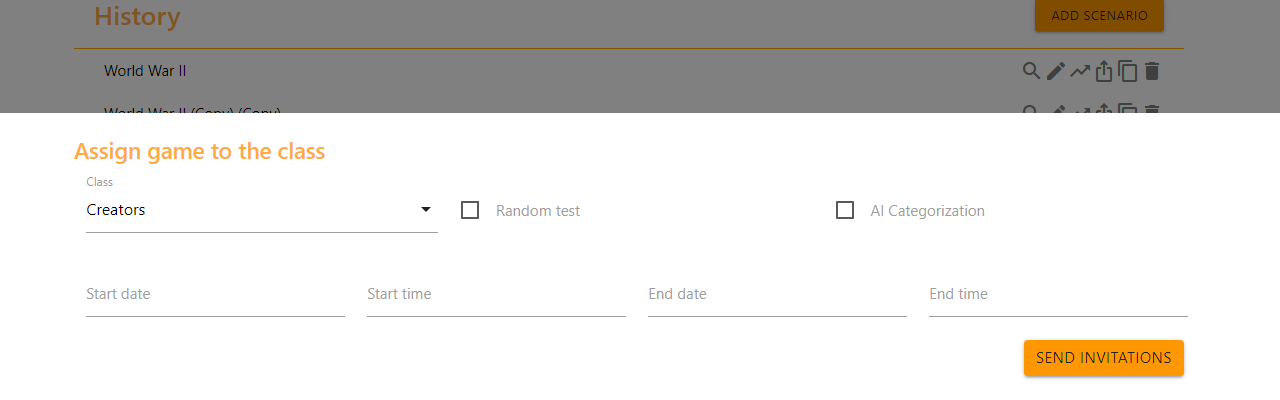 History
ADD SCENARIO
World War II
World War II (Copy) (Copy)
Assign game to the class
Class
Creators
Random test
AI Categorization
Start date
Start time
End date
End time
SEND INVITATIONS